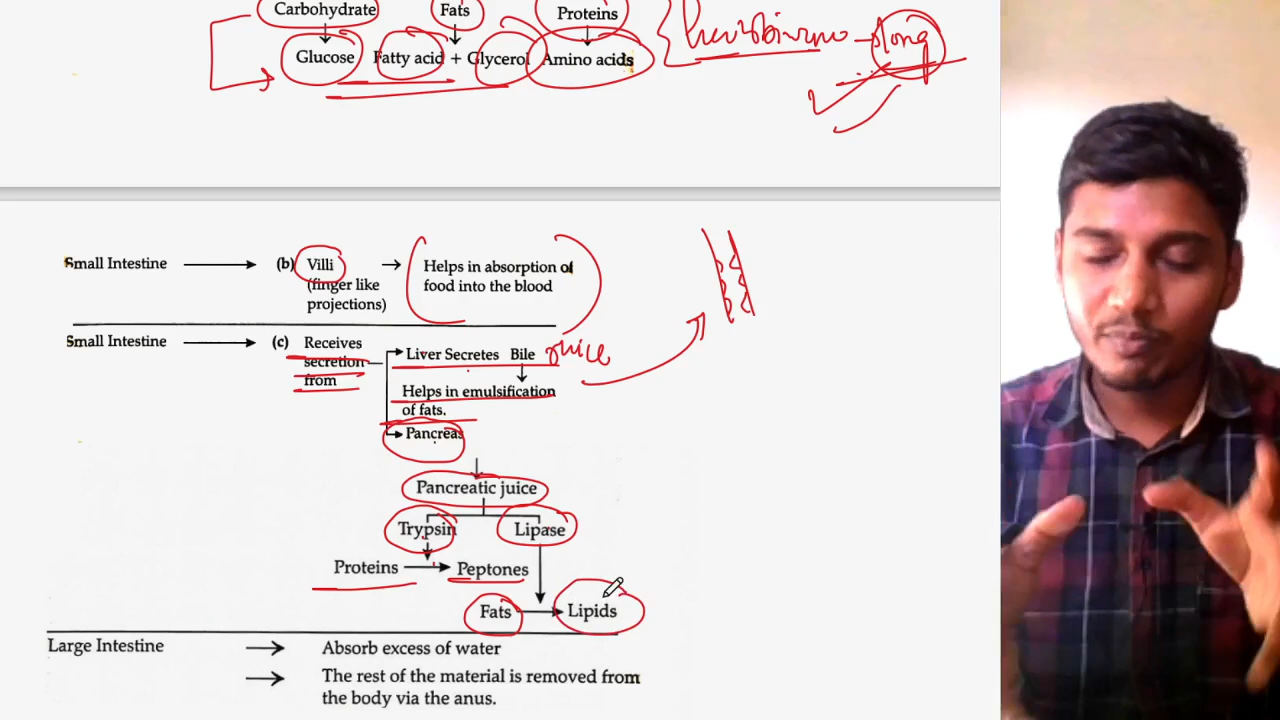 Carbohydrate Fats Proteins
Glucose Fatty acid + Glycerol Amino acids
Small Intestine (b) Villi Helps in absorption of
(finger like food into the blood
projections)
Small Intestine (c) Receives
secretion
from
Liver Secretes Bile juice
Helps in emulsification
of fats.
Pancreas
Pancreatic juice
Trypsin Lipase
Proteins Peptones
Fats Lipids
Large Intestine Absorb excess of water
The rest of the material is removed from
the body via the anus.